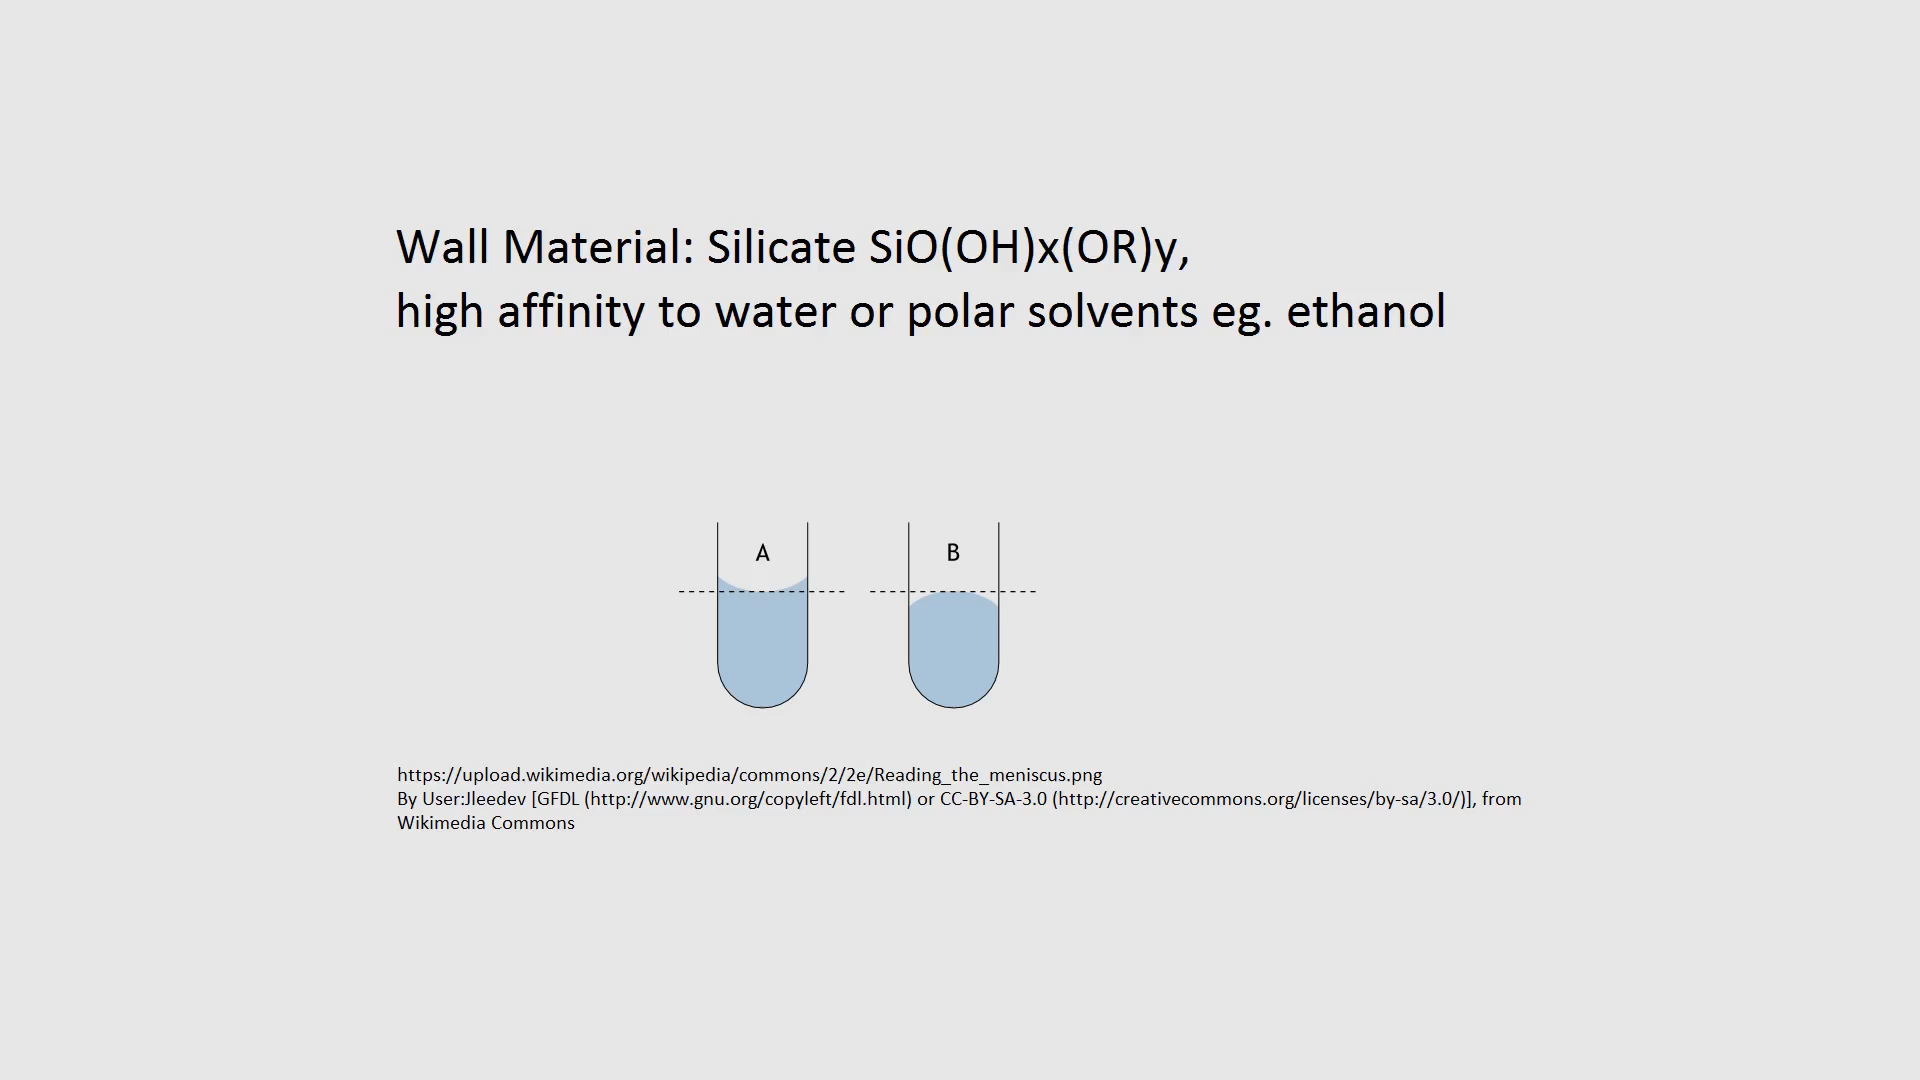 Wall Material: Silicate SiO(OH)x(OR)y,
high affinity to water or polar solvents eg. ethanol
A
B
https://upload.wikimedia.org/wikipedia/commons/2/2e/Reading_the_meniscus.png
By User:Jleedev [GFDL (http://www.gnu.org/copyleft/fdl.html) or CC-BY-SA-3.0 (http://creativecommons.org/licenses/by-sa/3.0/)], from
Wikimedia Commons